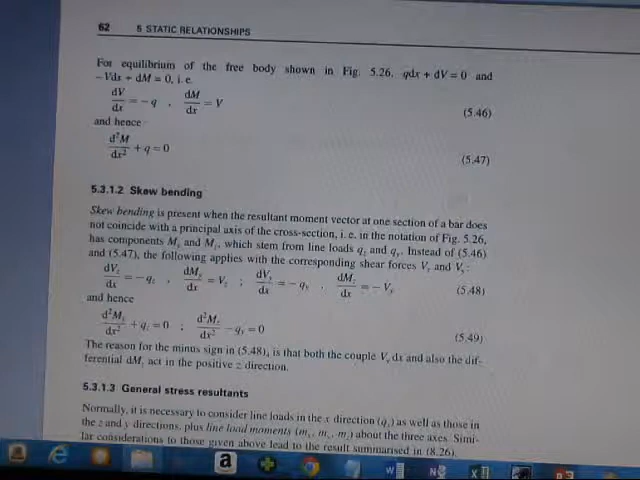 62 5 STATIC RELATIONSHIPS
For equilibrium of the free body shown in Fig. 5.26, qdx + dV = 0 and
−Vdx + dM = 0, i. e.
dV/dx = −q , dM/dx = V (5.46)
and hence
d²M/dx² + q = 0 (5.47)
5.3.1.2 Skew bending
Skew bending is present when the resultant moment vector at one section of a bar does
not coincide with a principal axis of the cross-section, i. e. in the notation of Fig. 5.26,
has components My and Mz, which stem from line loads qz and qy. Instead of (5.46)
and (5.47), the following applies with the corresponding shear forces Vz and Vy:
dVz/dx = −qz , dMy/dx = Vz ; dVy/dx = −qy , dMz/dx = −Vy (5.48)
and hence
d²My/dx² + qz = 0 ; d²Mz/dx² − qy = 0 (5.49)
The reason for the minus sign in (5.48)4 is that both the couple Vy dx and also the dif-
ferential dMz act in the positive z direction.
5.3.1.3 General stress resultants
Normally, it is necessary to consider line loads in the x direction (qx) as well as those in
the z and y directions, plus line load moments (mx, my, mz) about the three axes. Simi-
lar considerations to those given above lead to the result summarised in (8.26).